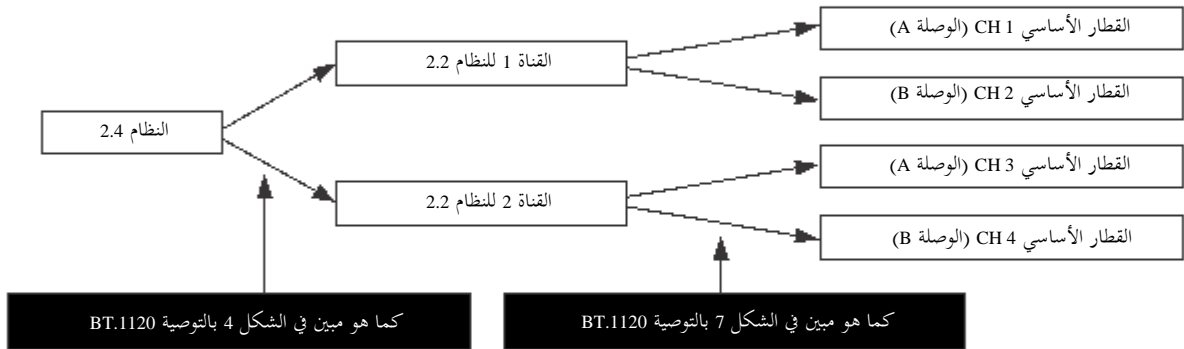 القطار الأساسي CH 1 (الوصلة A)
القناة 1 للنظام 2.2
القطار الأساسي CH 2 (الوصلة B)
النظام 2.4
القطار الأساسي CH 3 (الوصلة A)
القناة 2 للنظام 2.2
القطار الأساسي CH 4 (الوصلة B)
كما هو مبين في الشكل 4 بالتوصية BT.1120
كما هو مبين في الشكل 7 بالتوصية BT.1120